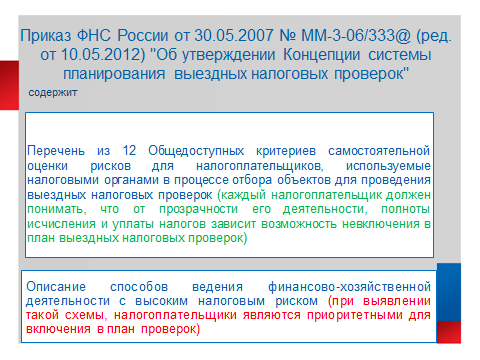 Приказ ФНС России от 30.05.2007 № ММ-3-06/333@ (ред.
от 10.05.2012) "Об утверждении Концепции системы
планирования выездных налоговых проверок"
содержит
Перечень из 12 Общедоступных критериев самостоятельной
оценки рисков для налогоплательщиков, используемые
налоговыми органами в процессе отбора объектов для проведения
выездных налоговых проверок (каждый налогоплательщик должен
понимать, что от прозрачности его деятельности, полноты
исчисления и уплаты налогов зависит возможность невключения в
план выездных налоговых проверок)
Описание способов ведения финансово-хозяйственной
деятельности с высоким налоговым риском (при выявлении
такой схемы, налогоплательщики являются приоритетными для
включения в план проверок)